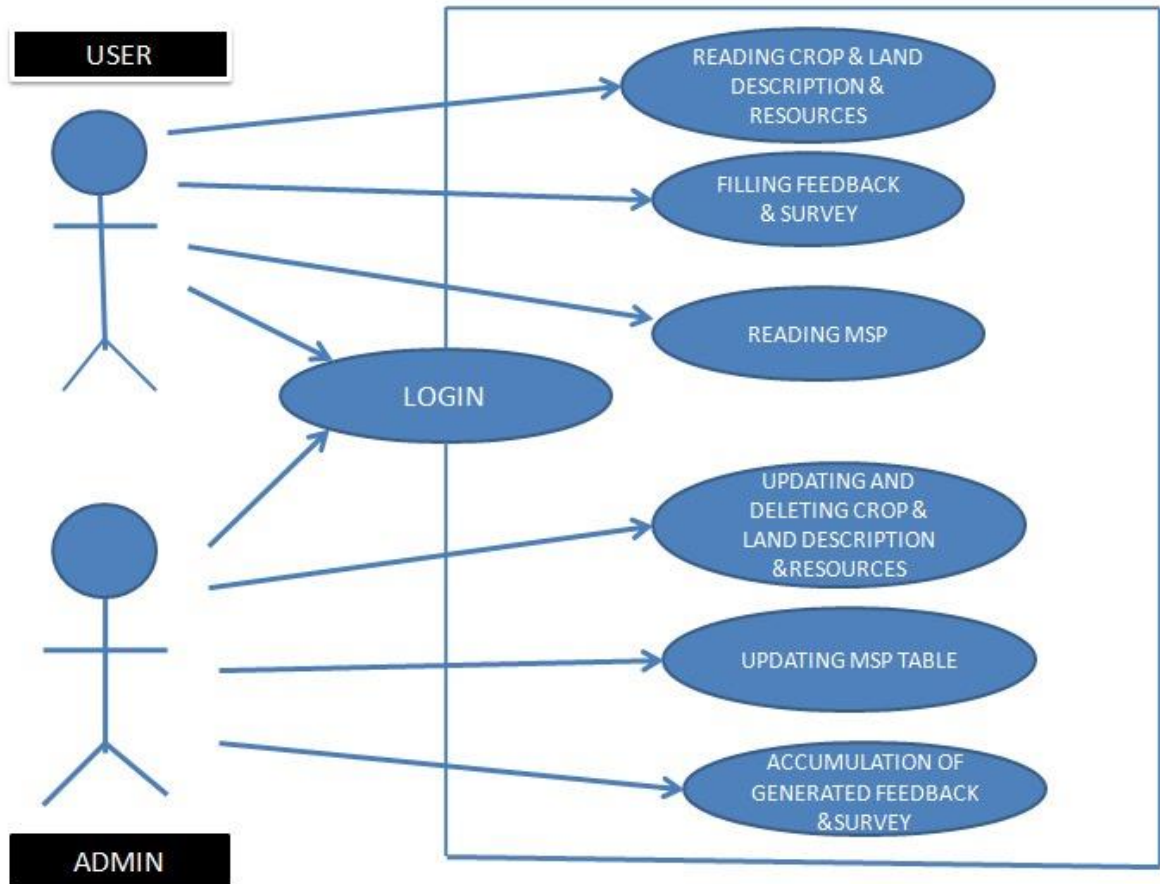 USER
READING CROP & LAND
DESCRIPTION &
RESOURCES
FILLING FEEDBACK
& SURVEY
READING MSP
LOGIN
UPDATING AND
DELETING CROP &
LAND DESCRIPTION
&RESOURCES
UPDATING MSP TABLE
ACCUMULATION OF
GENERATED FEEDBACK
&SURVEY
ADMIN